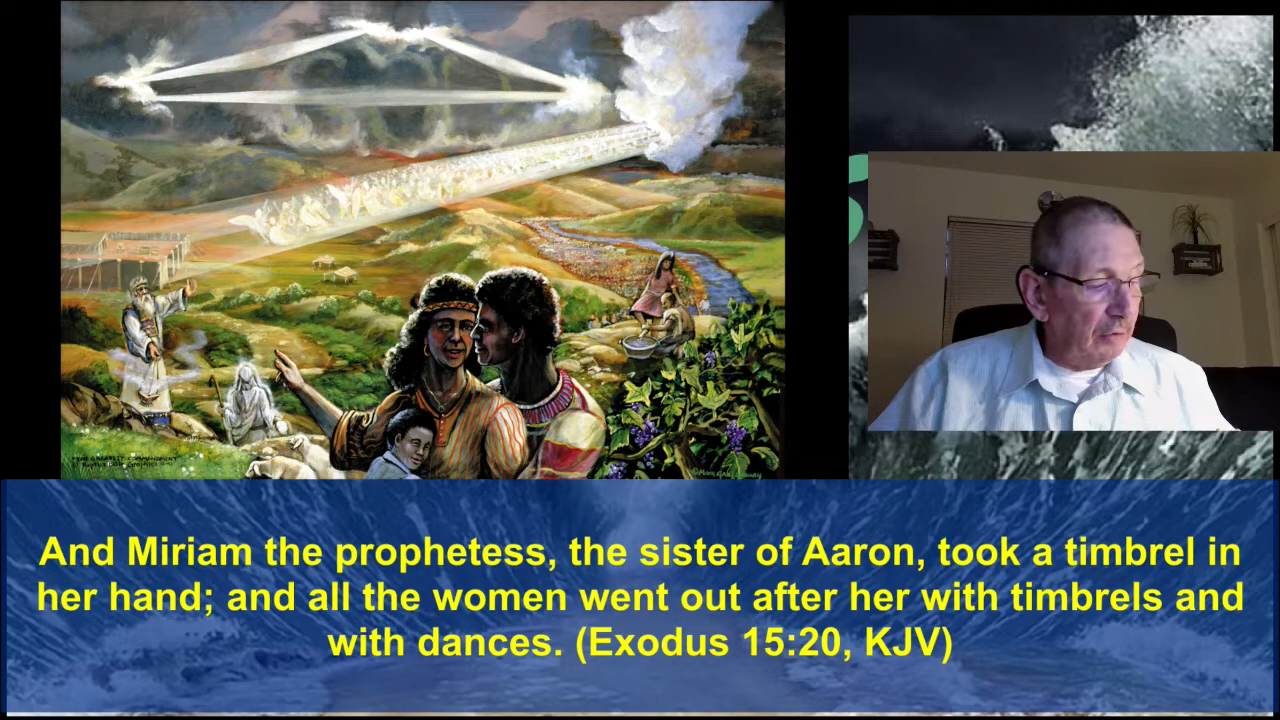 And Miriam the prophetess, the sister of Aaron, took a timbrel in
her hand; and all the women went out after her with timbrels and
with dances. (Exodus 15:20, KJV)